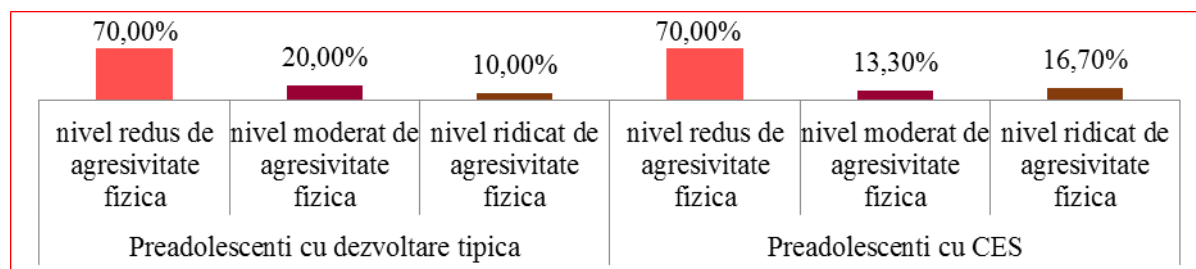 70,00%
20,00%
10,00%
70,00%
13,30%
16,70%
nivel redus de
agresivitate
fizica
nivel moderat de
agresivitate
fizica
nivel ridicat de
agresivitate
fizica
nivel redus de
agresivitate
fizica
nivel moderat de
agresivitate
fizica
nivel ridicat de
agresivitate
fizica
Preadolescenti cu dezvoltare tipica
Preadolescenti cu CES